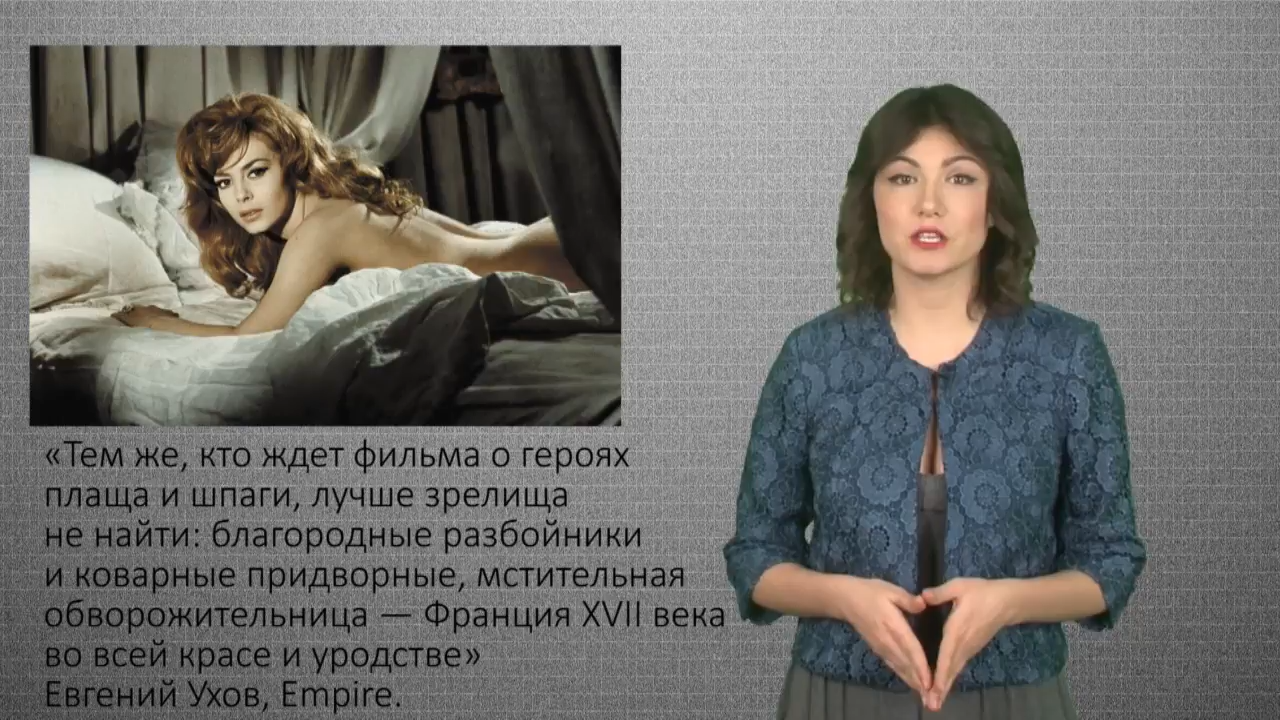 «Тем же, кто ждет фильма о героях
плаща и шпаги, лучше зрелища
не найти: благородные разбойники
и коварные придворные, мстительная
обворожительница — Франция XVII века
во всей красе и уродстве»
Евгений Ухов, Empire.